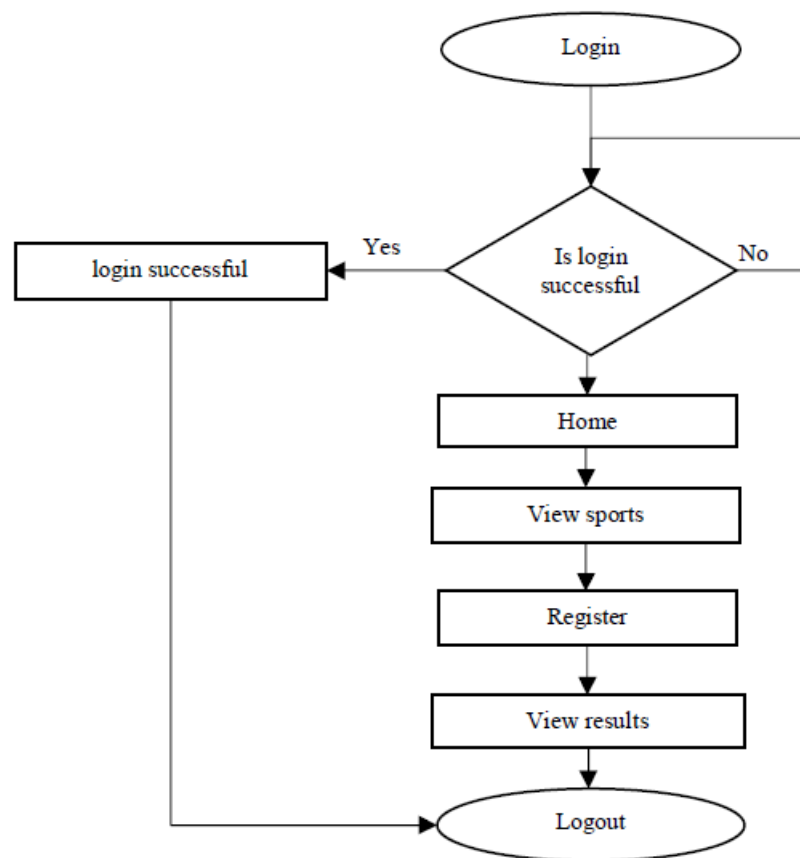 Login
Yes
Is login
successful
No
login successful
Home
View sports
Register
View results
Logout